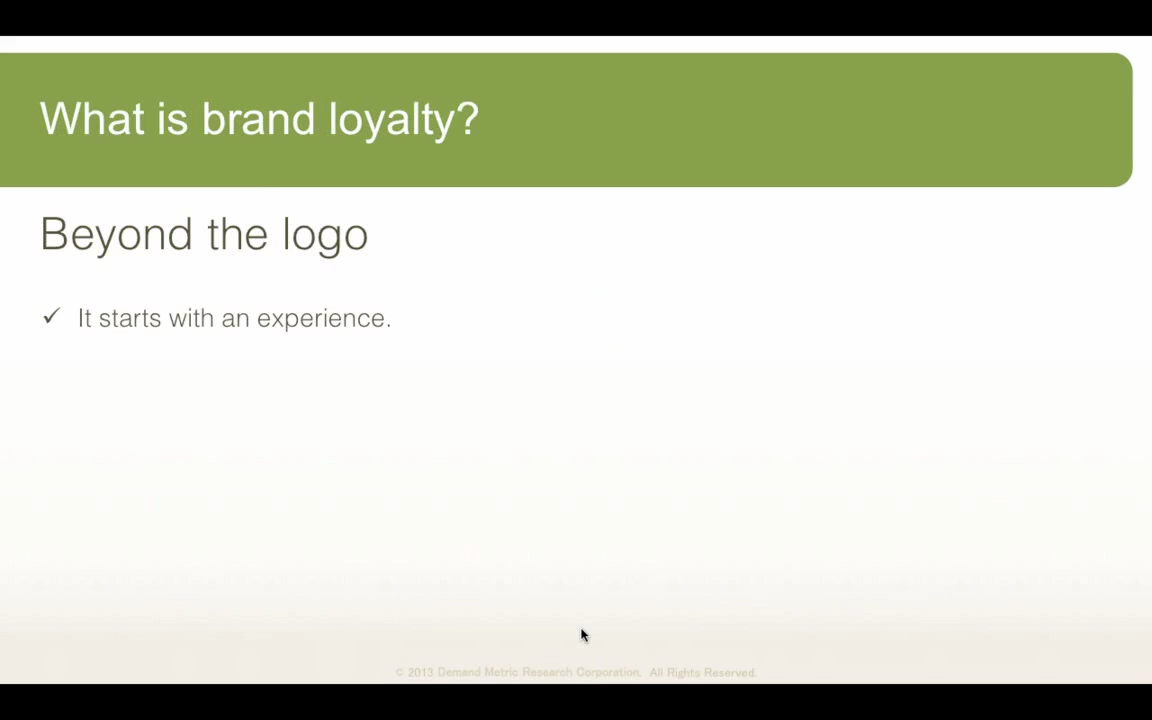 What is brand loyalty?
Beyond the logo
✓ It starts with an experience.
© 2013 Demand Metric Research Corporation. All Rights Reserved.